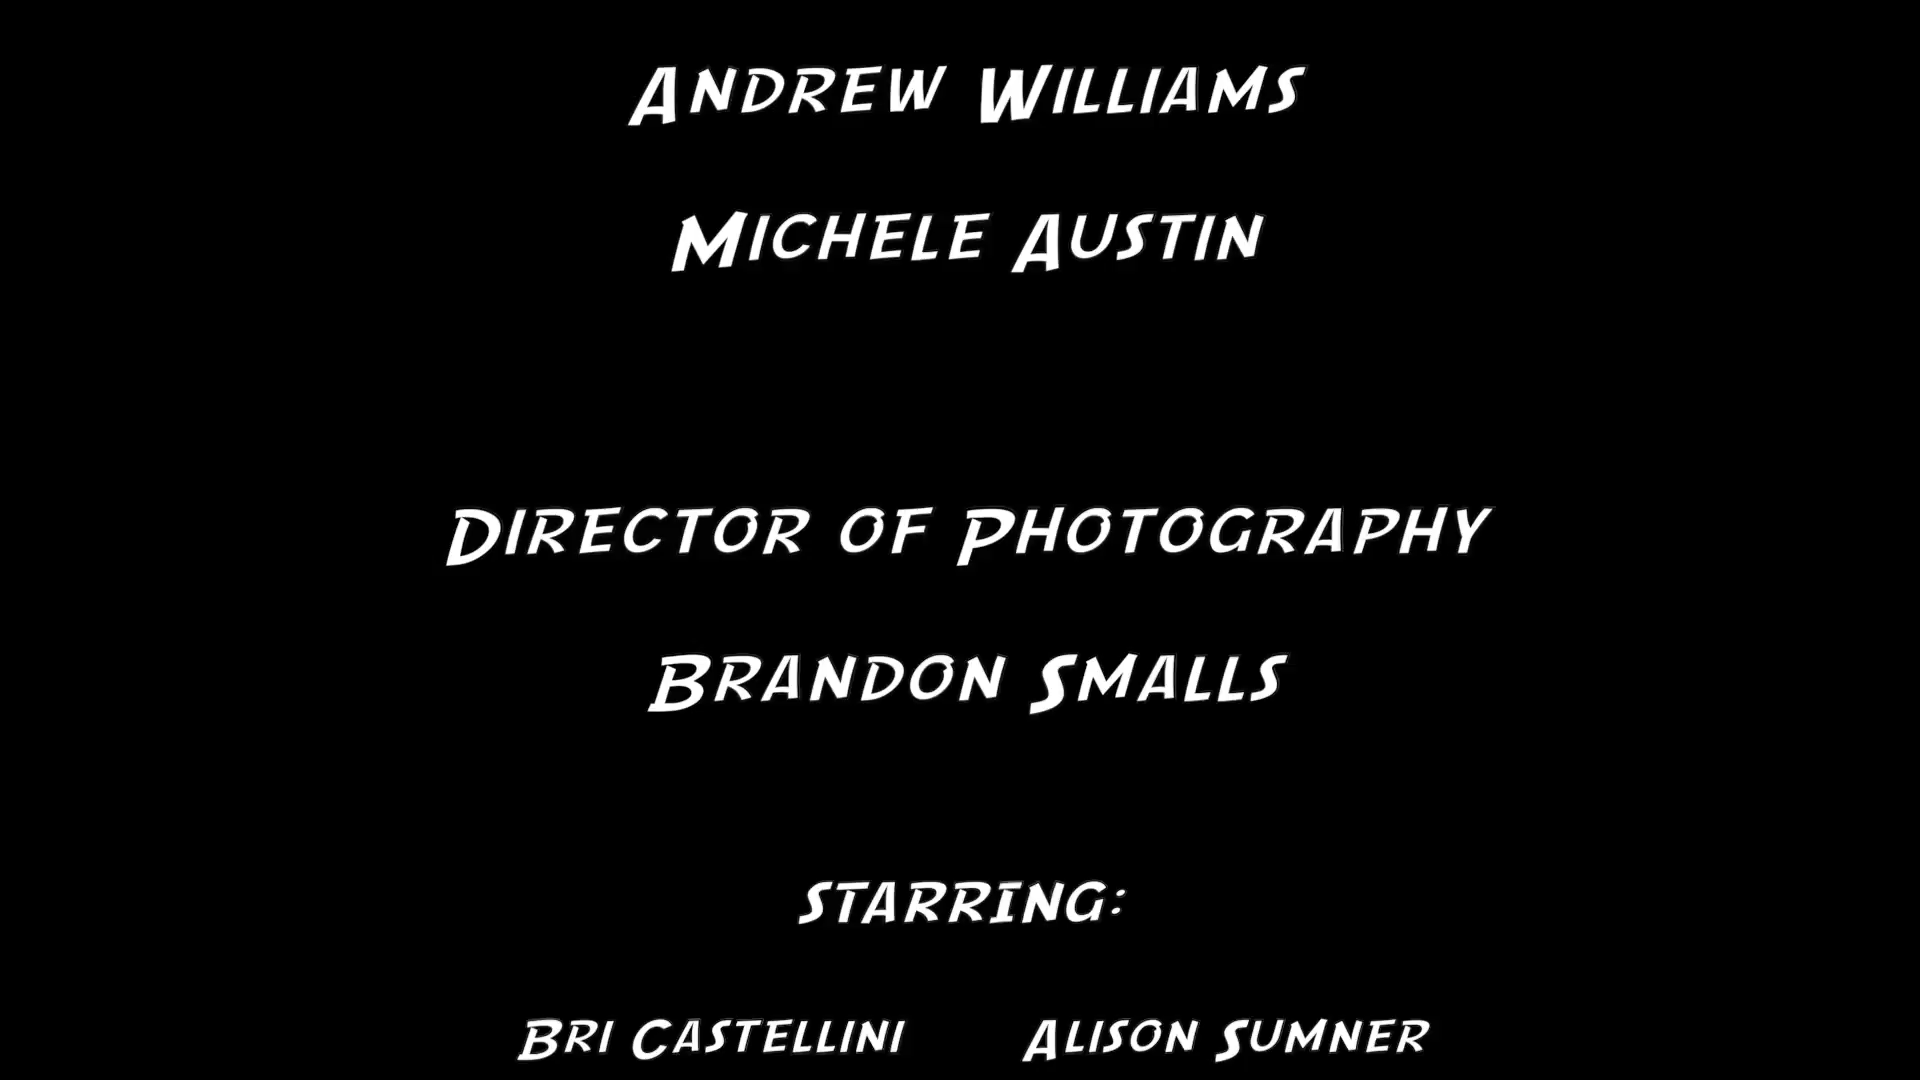 Andrew Williams
Michele Austin
Director of Photography
Brandon Smalls
starring:
Bri Castellini Alison Sumner